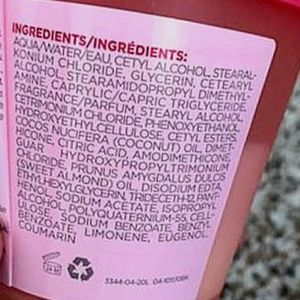 INGREDIENTS/INGRÉDIENTS:
AQUA/WATER/EAU, CETYL ALCOHOL, STEARAL-
KONIUM CHLORIDE, GLYCERIN, CETEARYL
ALCOHOL, STEARAMIDOPROPYL DIMETHYL-
AMINE, CAPRYLIC/CAPRIC TRIGLYCERIDE,
FRAGRANCE/PARFUM, STEARYL ALCOHOL,
CETRIMONIUM CHLORIDE, PHENOXYETHANOL,
HYDROXYETHYLCELLULOSE, CETYL ESTERS,
COCOS NUCIFERA (COCONUT) OIL, DIMET-
HICONE, CITRIC ACID, AMODIMETHICONE,
GUAR HYDROXYPROPYLTRIMONIUM
CHLORIDE, PRUNUS AMYGDALUS DULCIS
(SWEET ALMOND) OIL, DISODIUM EDTA,
ETHYLHEXYLGLYCERIN, TRIDECETH-12, PANT-
HENOL, SODIUM ACETATE, ISOPROPYL
ALCOHOL, POLYQUATERNIUM-55, CELL-
ULOSE, SODIUM BENZOATE, BENZYL
BENZOATE, LIMONENE, EUGENOL,
COUMARIN
3344-04-20L